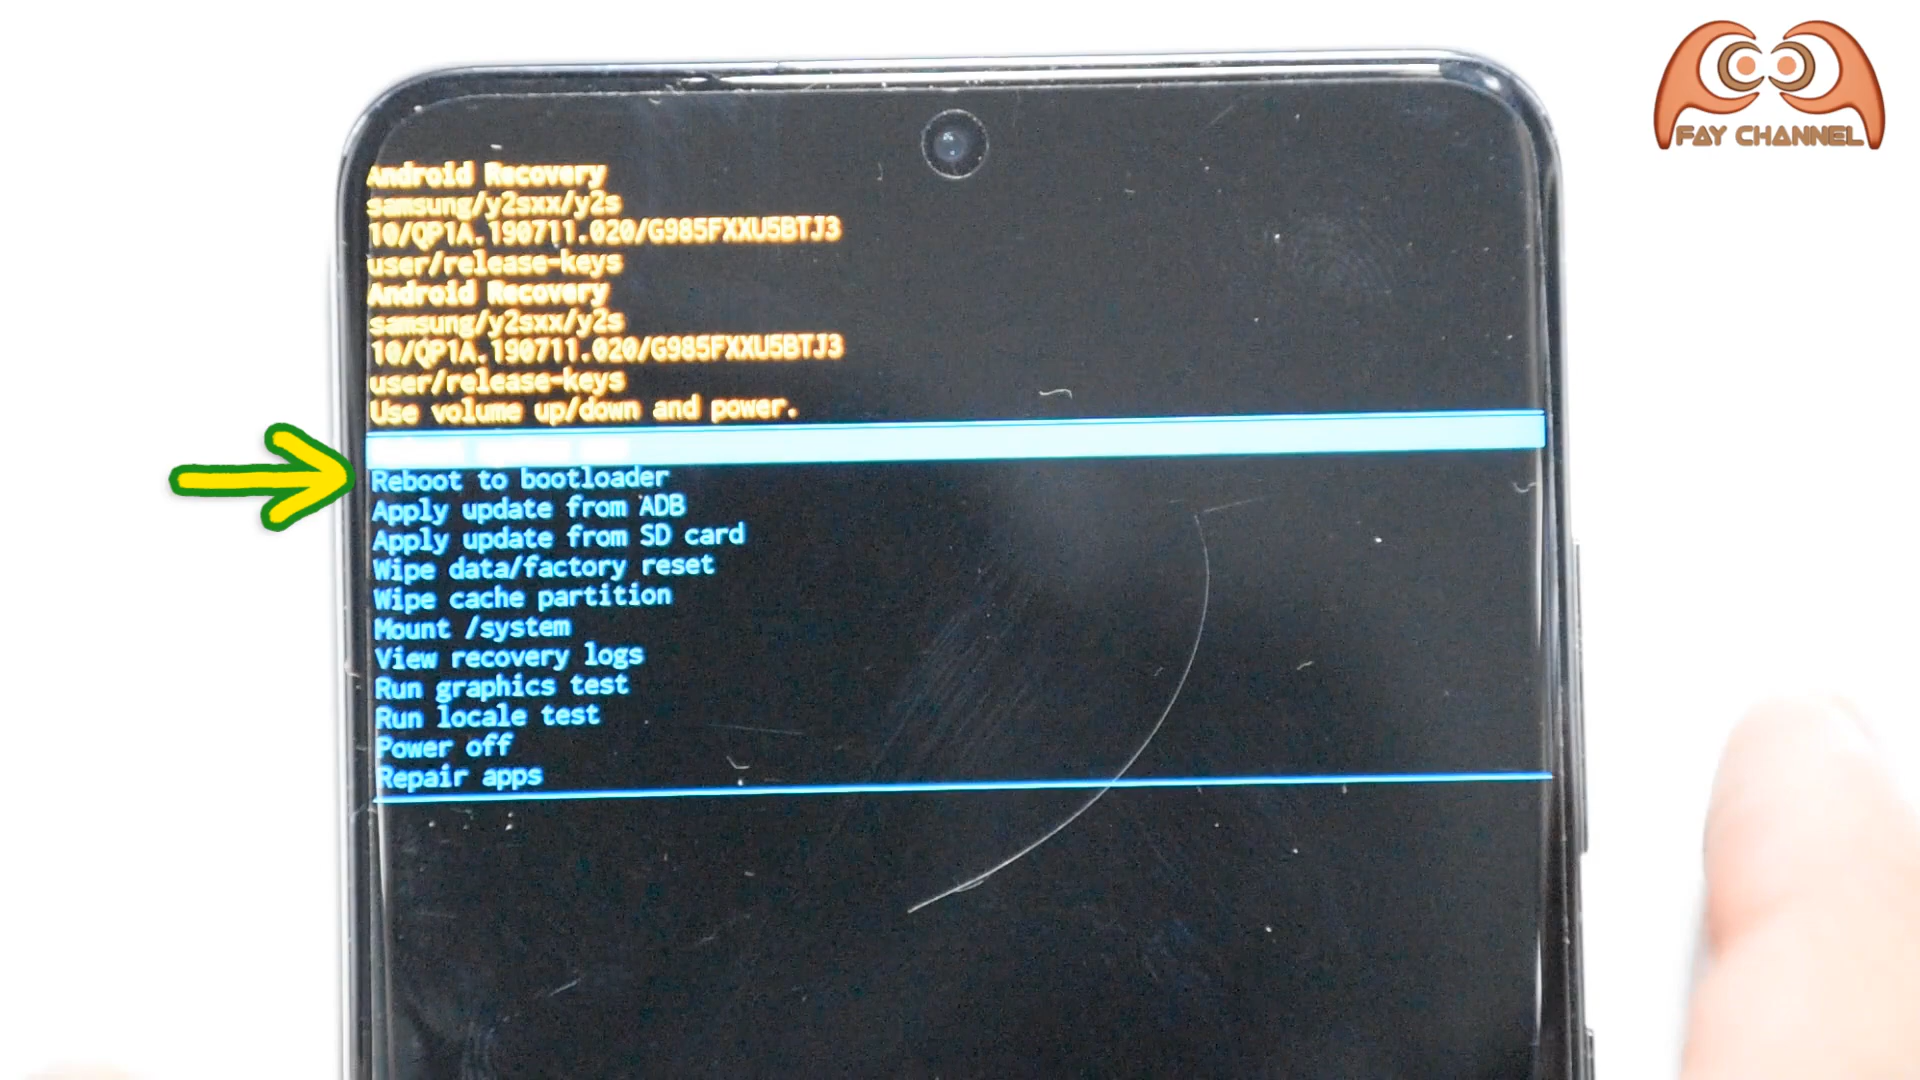 FAY CHANNEL
Android Recovery
samsung/y2sxx/y2s
10/QP1A.190711.020/G985FXXU5BTJ3
user/release-keys
Android Recovery
samsung/y2sxx/y2s
10/QP1A.190711.020/G985FXXU5BTJ3
user/release-keys
Use volume up/down and power.
Reboot to bootloader
Apply update from ADB
Apply update from SD card
Wipe data/factory reset
Wipe cache partition
Mount /system
View recovery logs
Run graphics test
Run locale test
Power off
Repair apps